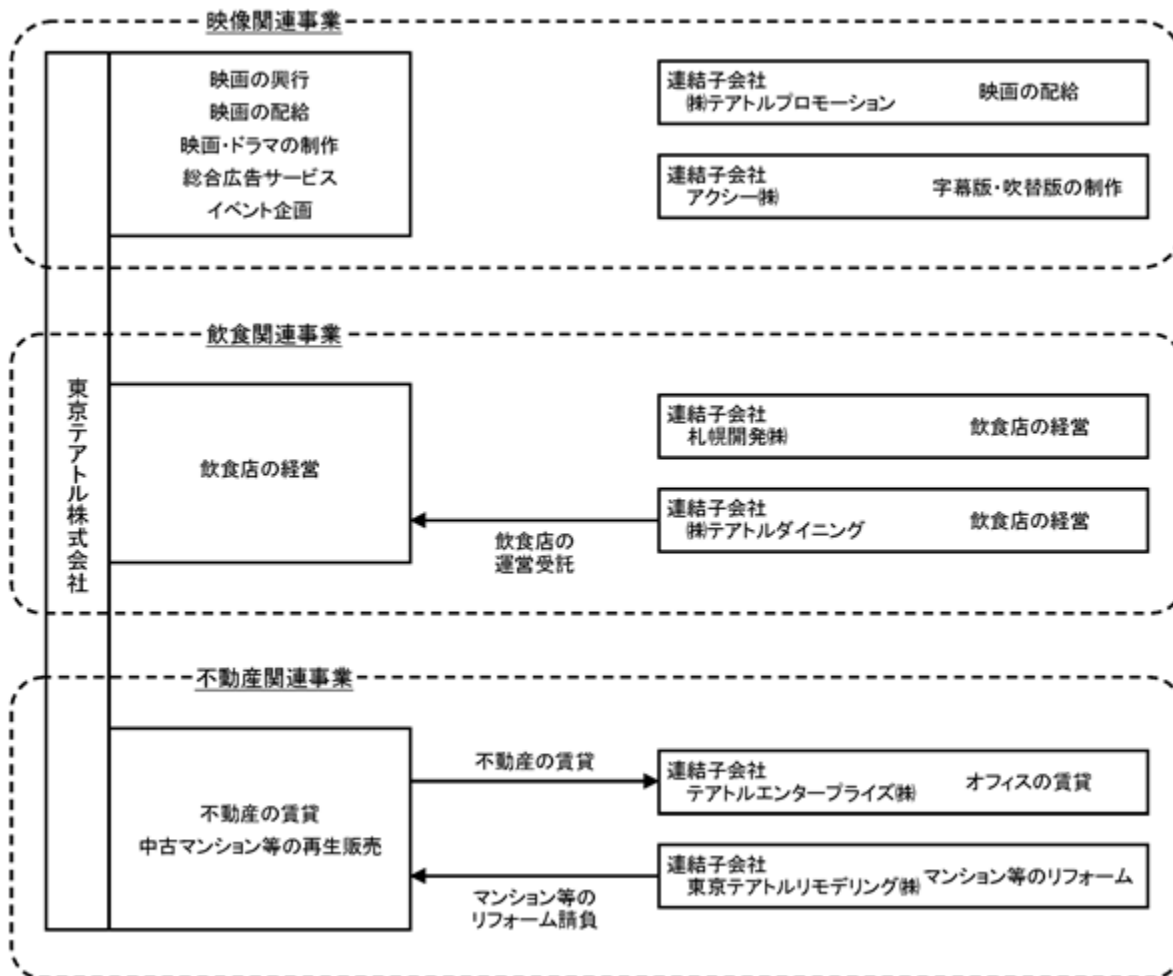 映像関連事業
映画の興行
映画の配給
映画・ドラマの制作
総合広告サービス
イベント企画
連結子会社
㈱テアトルプロモーション
映画の配給
連結子会社
アクシー㈱
字幕版・吹替版の制作
東京テアトル株式会社
飲食関連事業
飲食店の経営
連結子会社
札幌開発㈱
飲食店の経営
連結子会社
㈱テアトルダイニング
飲食店の経営
飲食店の
運営受託
不動産関連事業
不動産の賃貸
中古マンション等の再生販売
不動産の賃貸
連結子会社
テアトルエンタープライズ㈱
オフィスの賃貸
連結子会社
東京テアトルリモデリング㈱
マンション等のリフォーム
マンション等の
リフォーム請負